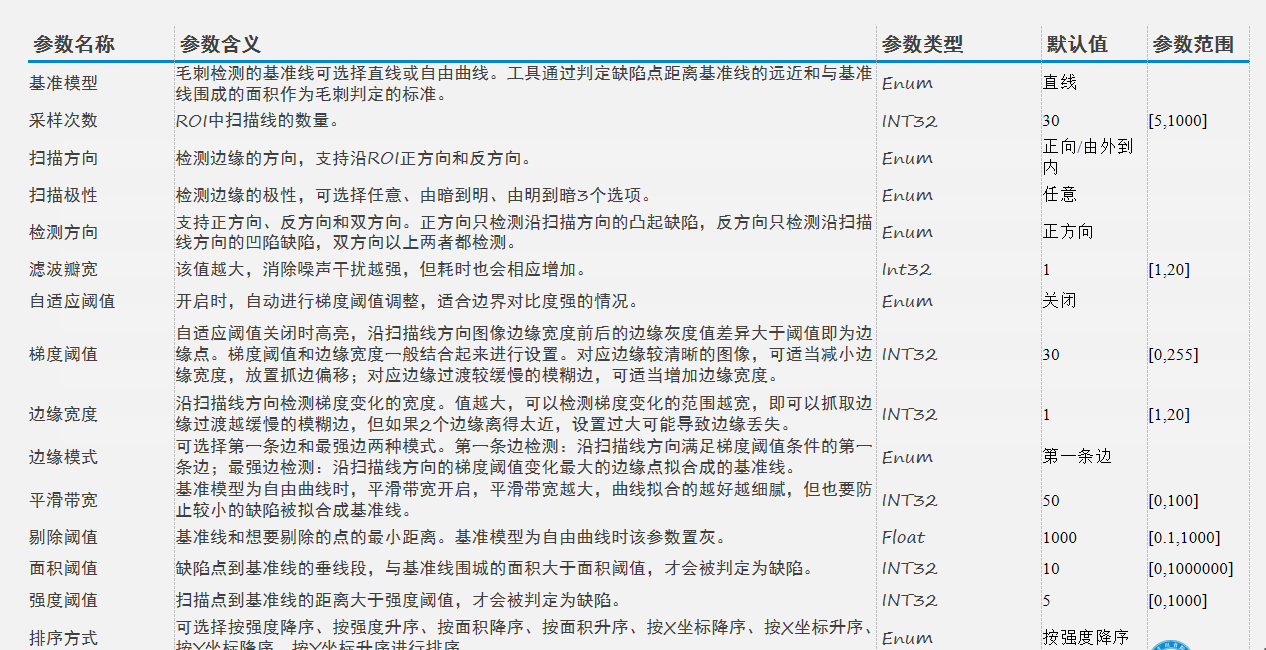 参数名称 参数含义 参数类型 默认值 参数范围
基准模型 毛刺检测的基准线可选择直线或自由曲线。工具通过判定缺陷点距离基准线的远近和与基准 Enum 直线
线围成的面积作为毛刺判定的标准。
采样次数 ROI中扫描线的数量。 INT32 30 [5,1000]
扫描方向 检测边缘的方向，支持沿ROI正方向和反方向。 Enum 正向/由外到
内
扫描极性 检测边缘的极性，可选择任意、由暗到明、由明到暗3个选项。 Enum 任意
检测方向 支持正方向、反方向和双方向。正方向只检测沿扫描方向的凸起缺陷，反方向只检测沿扫描 Enum 正方向
线方向的凹陷缺陷，双方向以上两者都检测。
滤波瓣宽 该值越大，消除噪声干扰越强，但耗时也会相应增加。 Int32 1 [1,20]
自适应阈值 开启时，自动进行梯度阈值调整，适合边界对比度强的情况。 Enum 关闭
自适应阈值关闭时高亮，沿扫描线方向图像边缘宽度前后的边缘灰度值差异大于阈值即为边
梯度阈值 缘点。梯度阈值和边缘宽度一般结合起来进行设置。对应边缘较清晰的图像，可适当减小边 INT32 30 [0,255]
缘宽度，放置抓边偏移；对应边缘过渡较缓慢的模糊边，可适当增加边缘宽度。
边缘宽度 沿扫描线方向检测梯度变化的宽度。值越大，可以检测梯度变化的范围越宽，即可以抓取边 INT32 1 [1,20]
缘过渡越缓慢的模糊边，但如果2个边缘离得太近，设置过大可能导致边缘丢失。
边缘模式 可选择第一条边和最强边两种模式。第一条边检测：沿扫描线方向满足梯度阈值条件的第一 Enum 第一条边
条边；最强边检测：沿扫描线方向的梯度阈值变化最大的边缘点拟合成的基准线。
平滑带宽 基准模型为自由曲线时，平滑带宽开启，平滑带宽越大，曲线拟合的越好越细腻，但也要防 INT32 50 [0,100]
止较小的缺陷被拟合成基准线。
剔除阈值 基准线和想要剔除的点的最小距离。基准模型为自由曲线时该参数置灰。 Float 1000 [0.1,1000]
面积阈值 缺陷点到基准线的垂线段，与基准线围城的面积大于面积阈值，才会被判定为缺陷。 INT32 10 [0,1000000]
强度阈值 扫描点到基准线的距离大于强度阈值，才会被判定为缺陷。 INT32 5 [0,1000]
排序方式 可选择按强度降序、按强度升序、按面积降序、按面积升序、按X坐标降序、按X坐标升序、 Enum 按强度降序
按Y坐标降序、按Y坐标升序进行排序